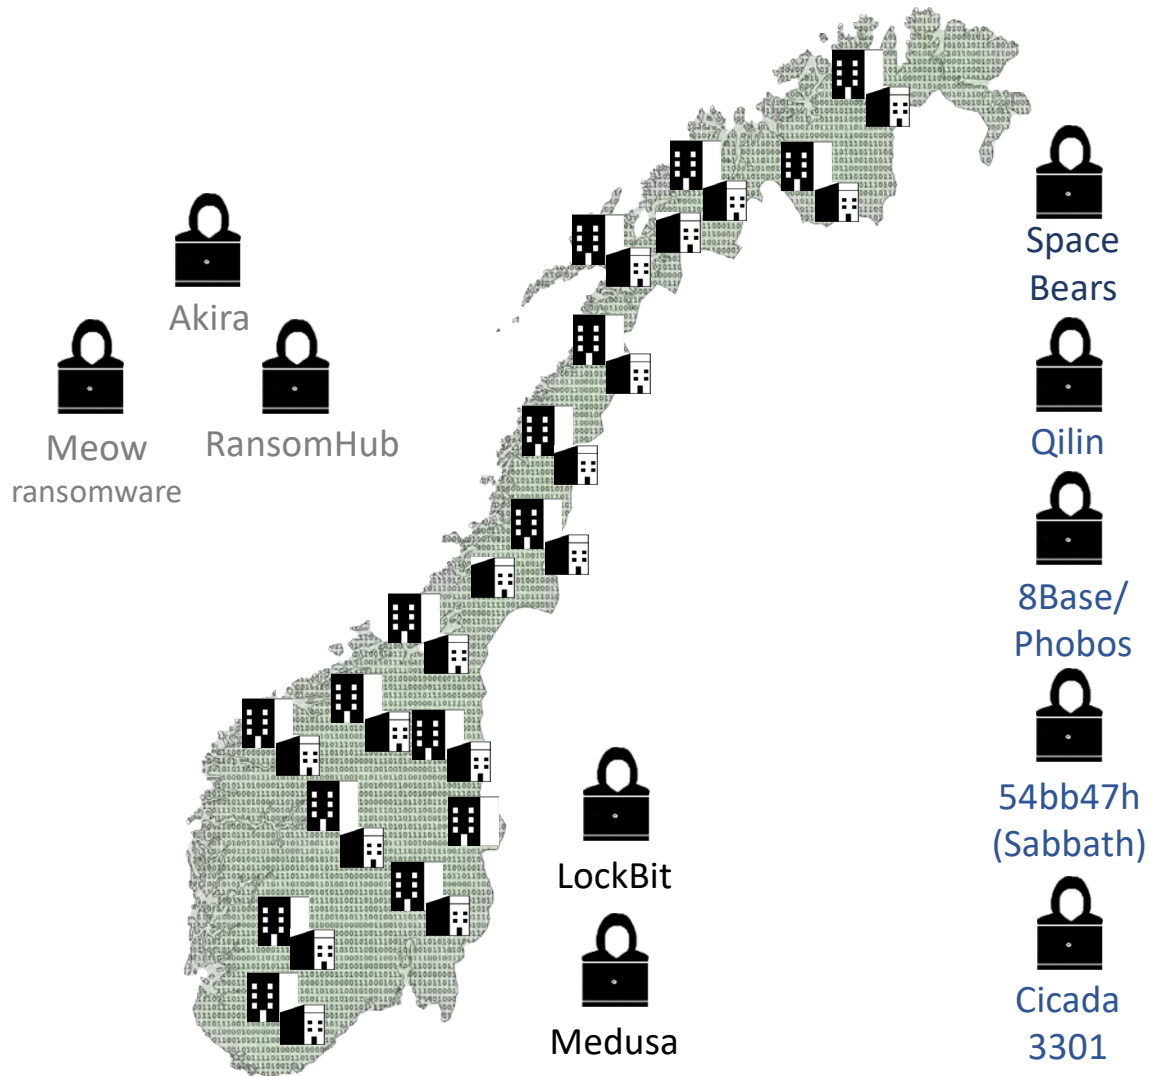 Akira
Meow
ransomware
RansomHub
Space
Bears
Qilin
8Base/
Phobos
54bb47h
(Sabbath)
LockBit
Medusa
Cicada
3301